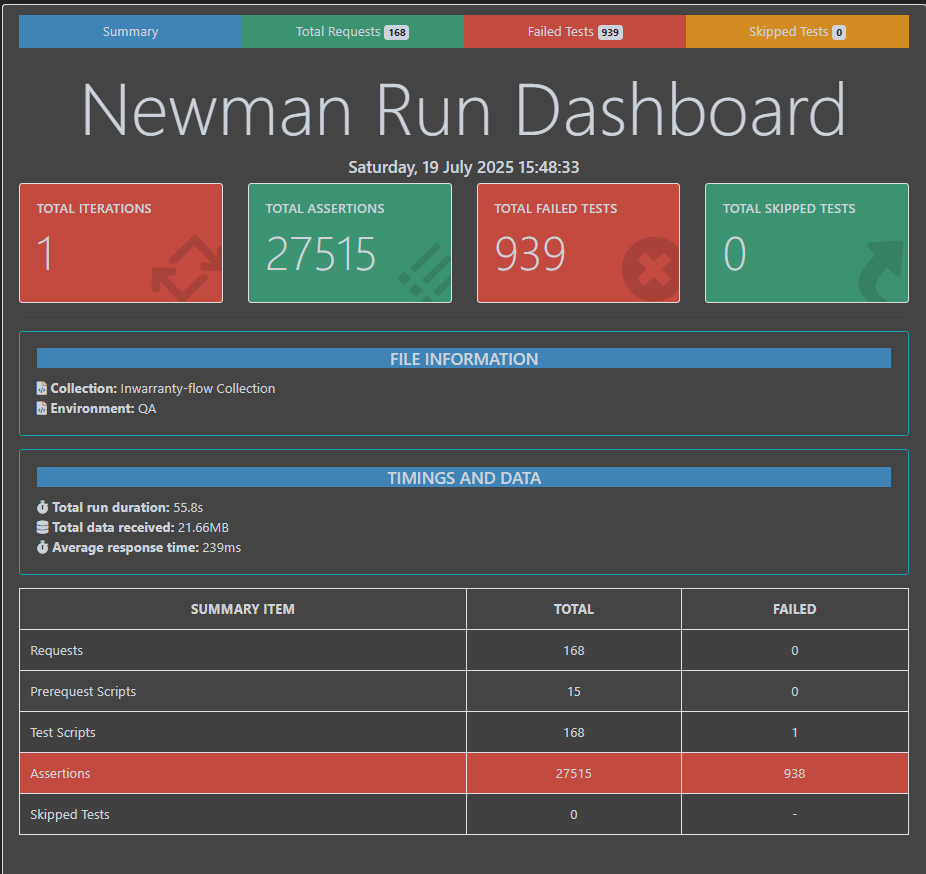 Summary Total Requests 168 Failed Tests 939 Skipped Tests 0
Newman Run Dashboard
Saturday, 19 July 2025 15:48:33
TOTAL ITERATIONS
1
TOTAL ASSERTIONS
27515
TOTAL FAILED TESTS
939
TOTAL SKIPPED TESTS
0
FILE INFORMATION
Collection: Inwarranty-flow Collection
Environment: QA
TIMINGS AND DATA
Total run duration: 55.8s
Total data received: 21.66MB
Average response time: 239ms
SUMMARY ITEM TOTAL FAILED
Requests 168 0
Prerequest Scripts 15 0
Test Scripts 168 1
Assertions 27515 938
Skipped Tests 0 -